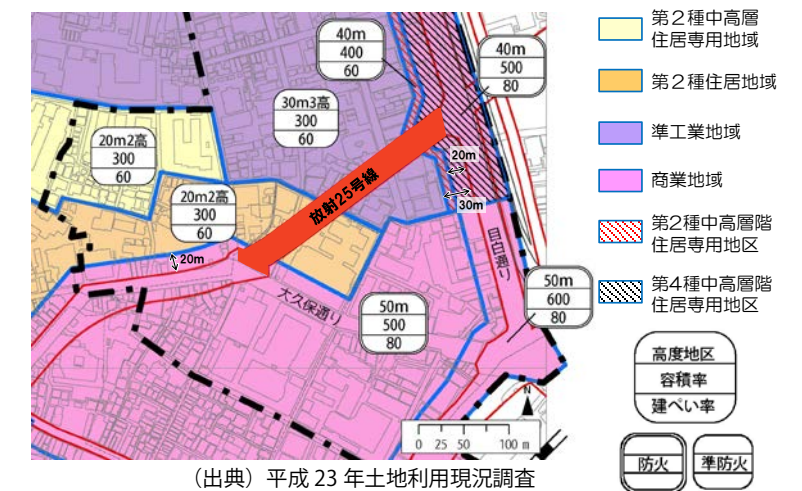 40m
400
60
40m
500
80
30m3高
300
60
20m2高
300
60
20m2高
300
60
放射25号線
20m
30m
20m
目白通り
大久保通り
50m
500
80
50m
600
80
N
0 25 50 100 m
第2種中高層
住居専用地域
第2種住居地域
準工業地域
商業地域
第2種中高層階
住居専用地区
第4種中高層階
住居専用地区
高度地区
容積率
建ぺい率
防火
準防火
（出典）平成 23 年土地利用現況調査